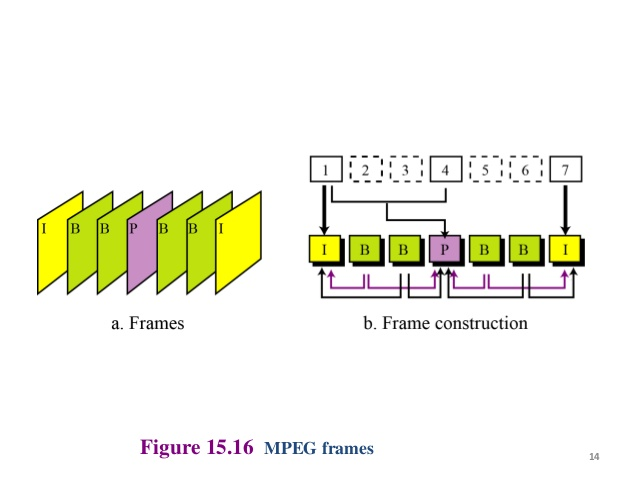 1 2 3 4 5 6 7
I B B P B B I
I B B P B B I
a. Frames
b. Frame construction
Figure 15.16 MPEG frames
14